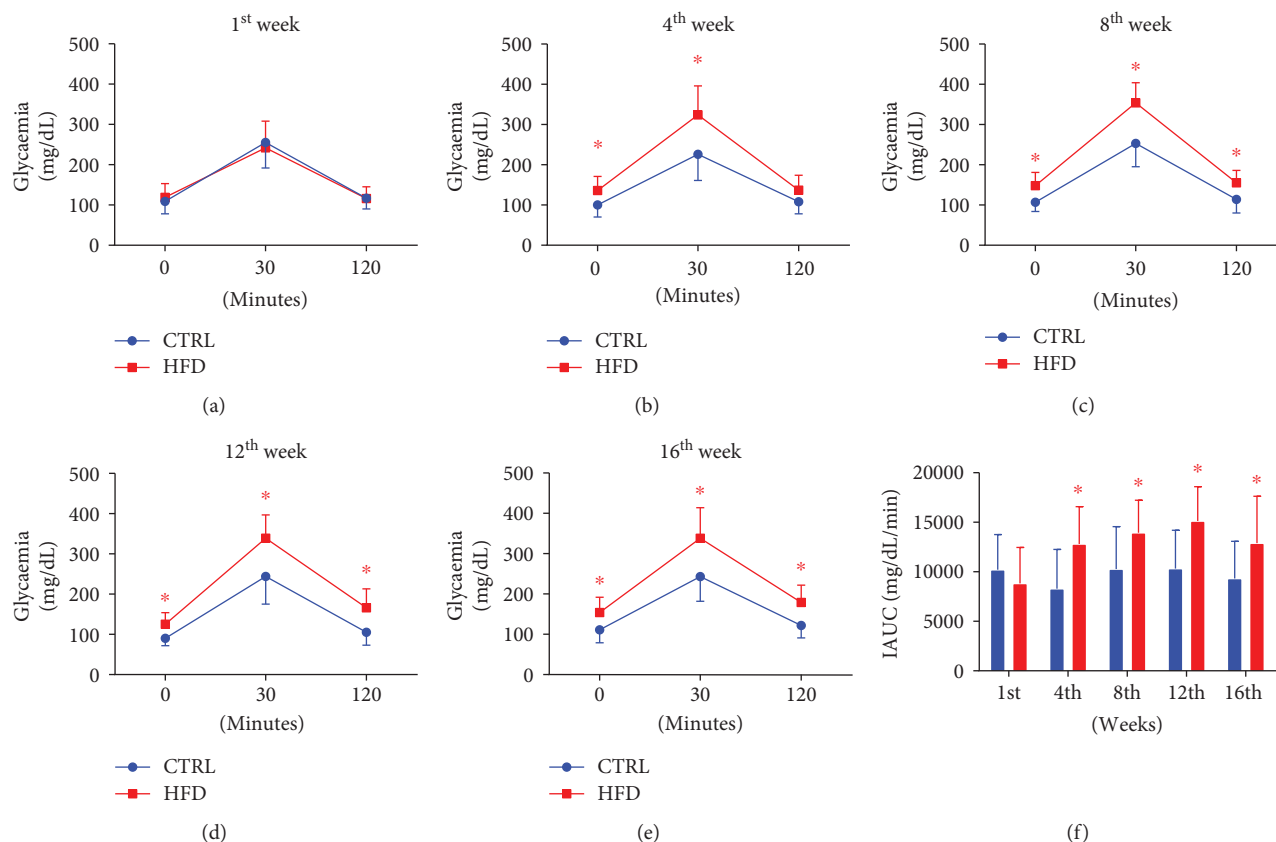 1st week
500
400
300
200
100
0
Glycaemia
(mg/dL)
0 30 120
(Minutes)
CTRL
HFD
(a)
4th week
500
400
300
200
100
0
Glycaemia
(mg/dL)
*
*
0 30 120
(Minutes)
CTRL
HFD
(b)
8th week
500
400
300
200
100
0
Glycaemia
(mg/dL)
*
*
*
0 30 120
(Minutes)
CTRL
HFD
(c)
12th week
500
400
300
200
100
0
Glycaemia
(mg/dL)
*
*
*
0 30 120
(Minutes)
CTRL
HFD
(d)
16th week
500
400
300
200
100
0
Glycaemia
(mg/dL)
*
*
*
0 30 120
(Minutes)
CTRL
HFD
(e)
20000
15000
10000
5000
0
IAUC (mg/dL/min)
*
*
*
*
1st 4th 8th 12th 16th
(Weeks)
(f)